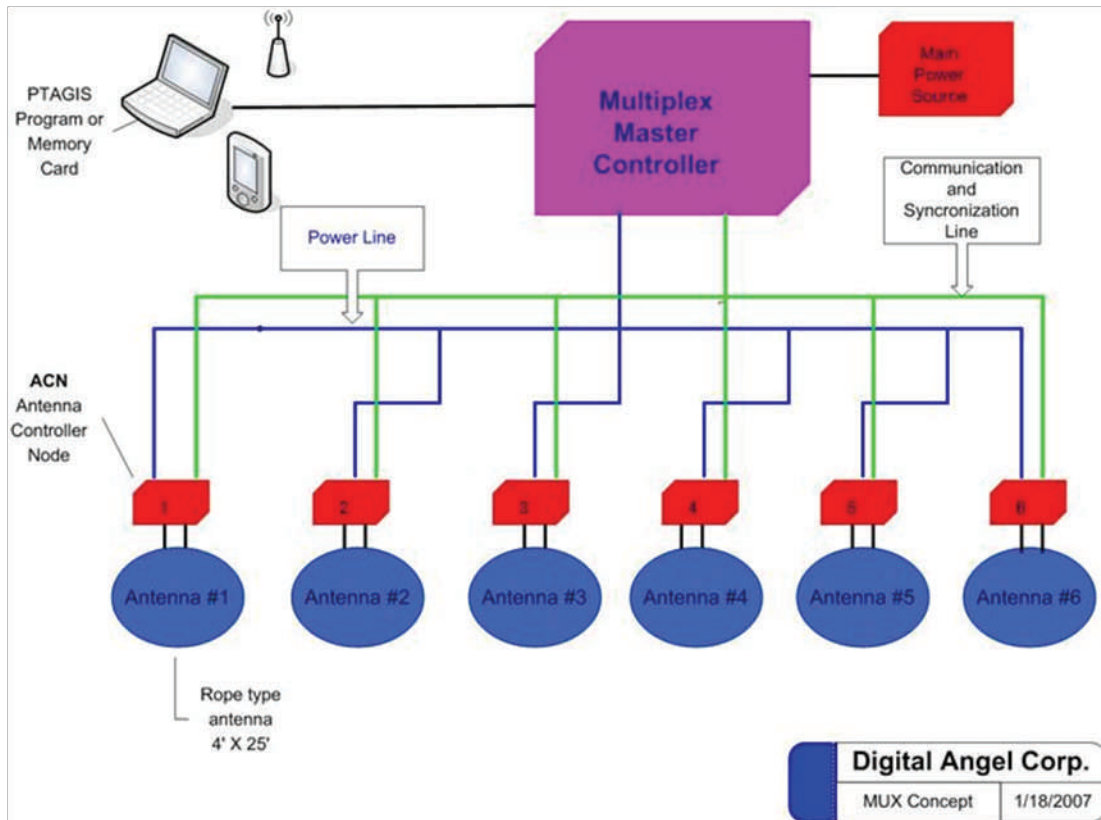 PTAGIS
Program or
Memory
Card
Multiplex
Master
Controller
Main
Power
Source
Communication
and
Syncronization
Line
Power Line
ACN
Antenna
Controller
Node
1
2
3
4
5
6
Antenna #1
Antenna #2
Antenna #3
Antenna #4
Antenna #5
Antenna #6
Rope type
antenna
4' X 25'
Digital Angel Corp.
MUX Concept
1/18/2007